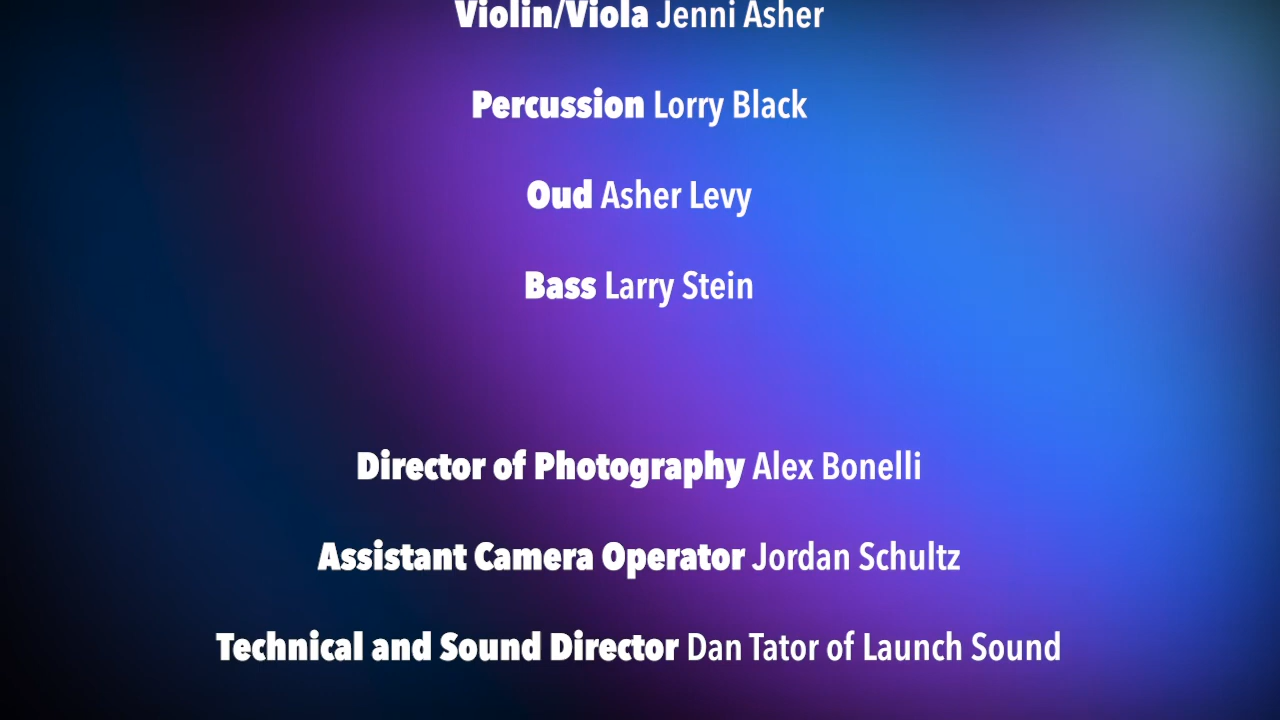 Violin/Viola Jenni Asher
Percussion Lorry Black
Oud Asher Levy
Bass Larry Stein
Director of Photography Alex Bonelli
Assistant Camera Operator Jordan Schultz
Technical and Sound Director Dan Tator of Launch Sound